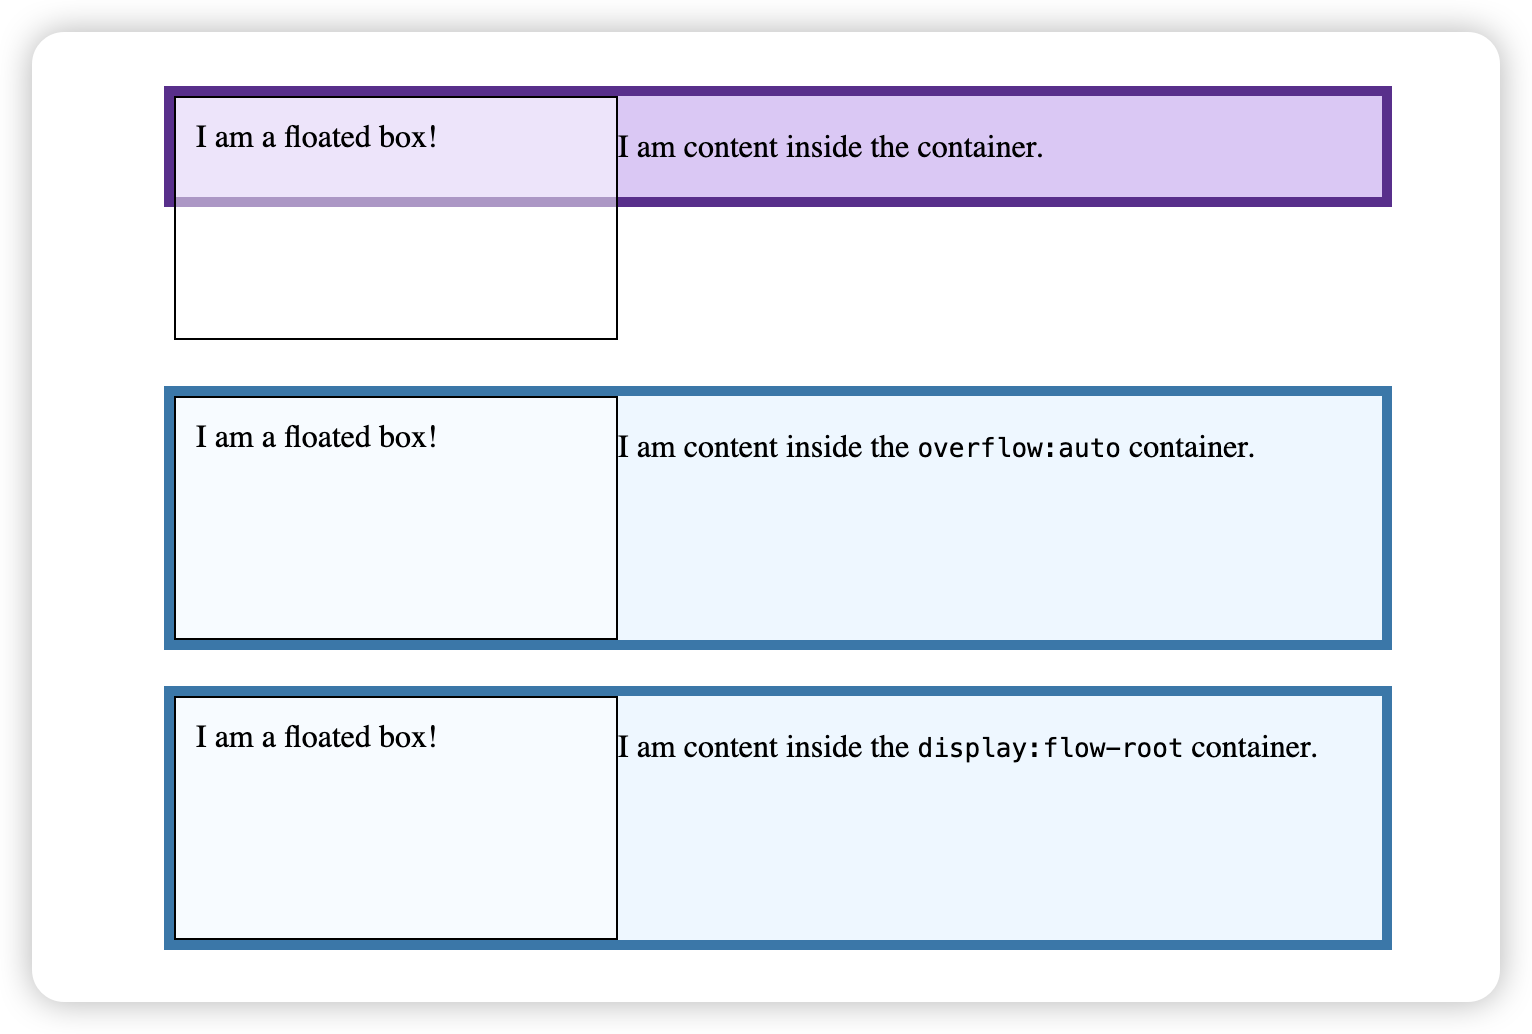 I am a floated box!
I am content inside the container.
I am a floated box!
I am content inside the overflow:auto container.
I am a floated box!
I am content inside the display:flow-root container.